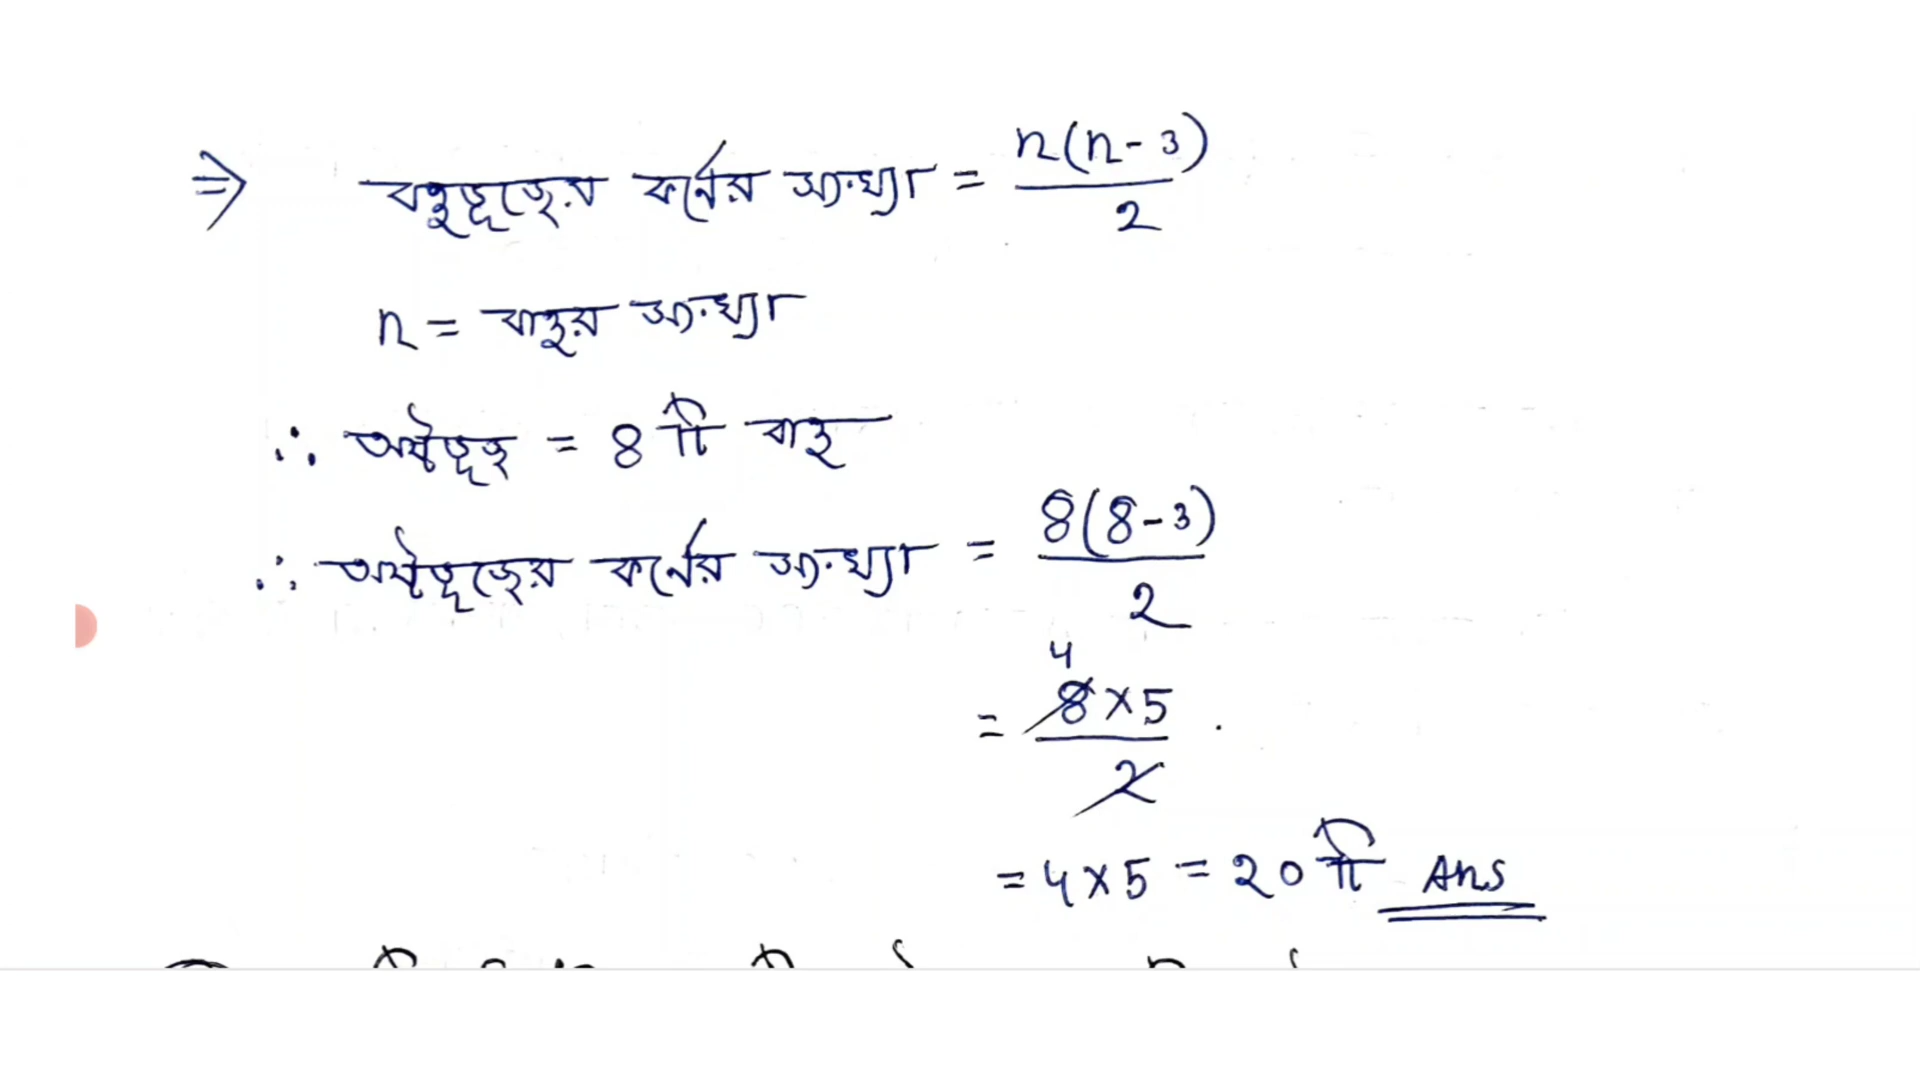 ⇒ বহুভূজের কর্নের সংখ্যা = n(n-3)/2
n = বাহুর সংখ্যা
∴ অষ্টভূজ = 8 টি বাহু
∴ অষ্টভূজের কর্নের সংখ্যা = 8(8-3)/2
4
= 8×5/2
= 4×5 = 20 টি Ans